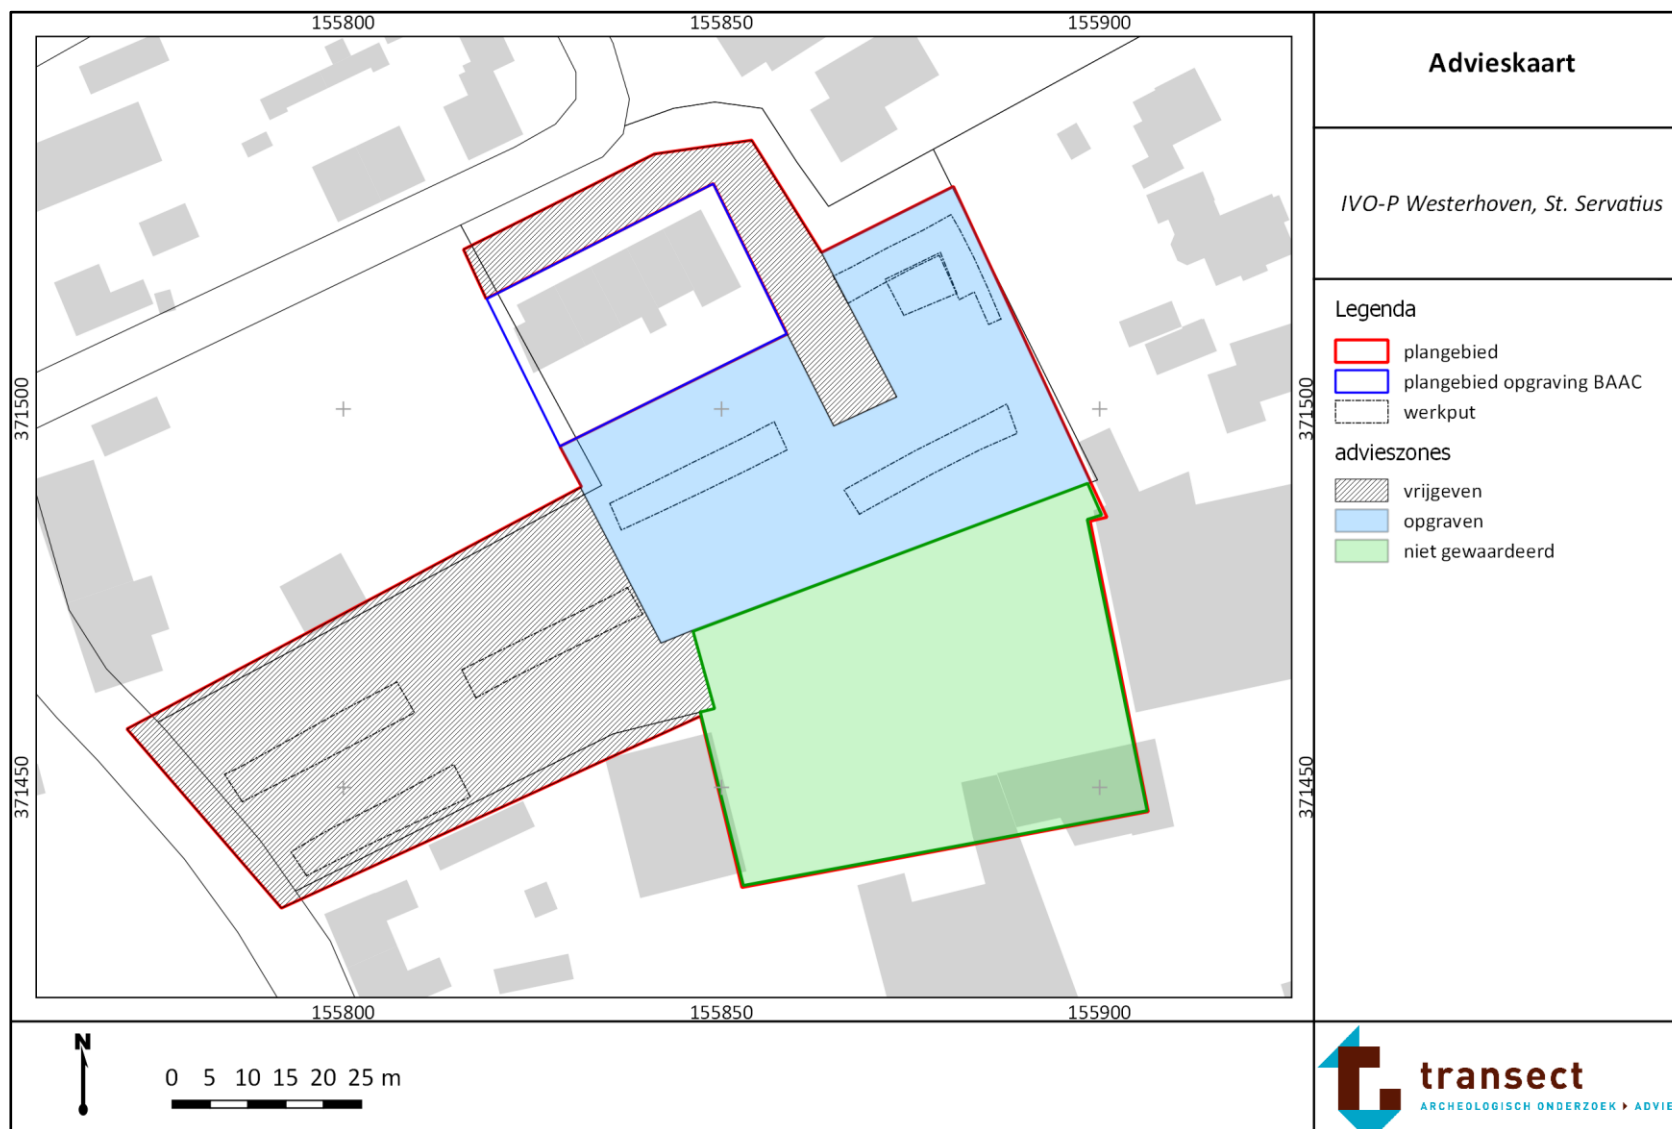 155800 155850 155900
371500 371500
371450 371450
155800 155850 155900
N
0 5 10 15 20 25 m
Advieskaart
IVO-P Westerhoven, St. Servatius
Legenda
plangebied
plangebied opgraving BAAC
werkput
advieszones
vrijgeven
opgraven
niet gewaardeerd
transect
ARCHEOLOGISCH ONDERZOEK ADVIE